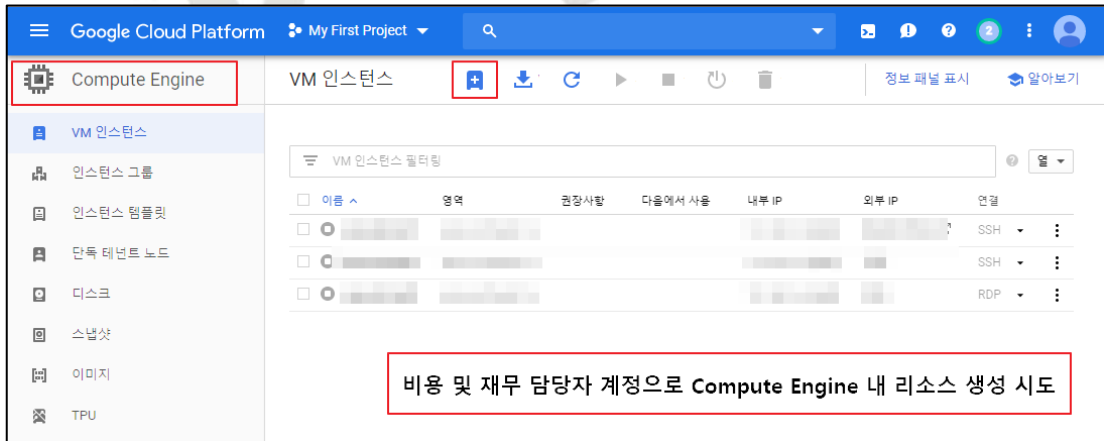 Google Cloud Platform
My First Project
2
Compute Engine
VM 인스턴스
정보 패널 표시
알아보기
VM 인스턴스
인스턴스 그룹
인스턴스 템플릿
단독 테넌트 노드
디스크
스냅샷
이미지
TPU
VM 인스턴스 필터링
열
이름
영역
권장사항
다음에서 사용
내부 IP
외부 IP
연결
SSH
SSH
RDP
비용 및 재무 담당자 계정으로 Compute Engine 내 리소스 생성 시도